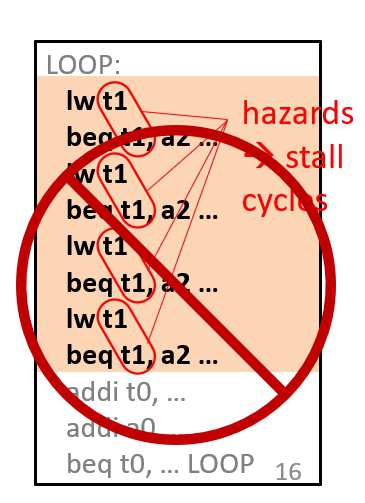 LOOP:
lw t1
beq t1, a2 ...
lw t1
beq t1, a2 ...
lw t1
beq t1, a2 ...
lw t1
beq t1, a2 ...
addi t0, ...
addi a0 ...
beq t0, ... LOOP
16
hazards
→ stall
cycles